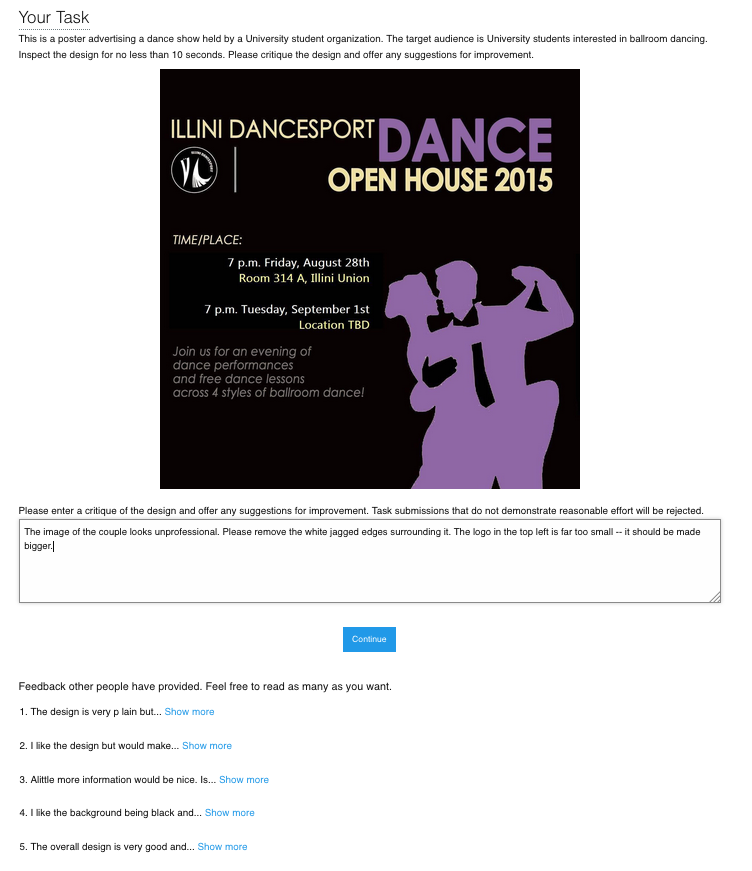 Your Task
This is a poster advertising a dance show held by a University student organization. The target audience is University students interested in ballroom dancing.
Inspect the design for no less than 10 seconds. Please critique the design and offer any suggestions for improvement.
ILLINI DANCESPORT DANCE
OPEN HOUSE 2015
TIME/PLACE:
7 p.m. Friday, August 28th
Room 314 A, Illini Union
7 p.m. Tuesday, September 1st
Location TBD
Join us for an evening of
dance performances
and free dance lessons
across 4 styles of ballroom dance!
Please enter a critique of the design and offer any suggestions for improvement. Task submissions that do not demonstrate reasonable effort will be rejected.
The image of the couple looks unprofessional. Please remove the white jagged edges surrounding it. The logo in the top left is far too small -- it should be made
bigger.
Continue
Feedback other people have provided. Feel free to read as many as you want.
1. The design is very p lain but... Show more
2. I like the design but would make... Show more
3. Alittle more information would be nice. Is... Show more
4. I like the background being black and... Show more
5. The overall design is very good and... Show more